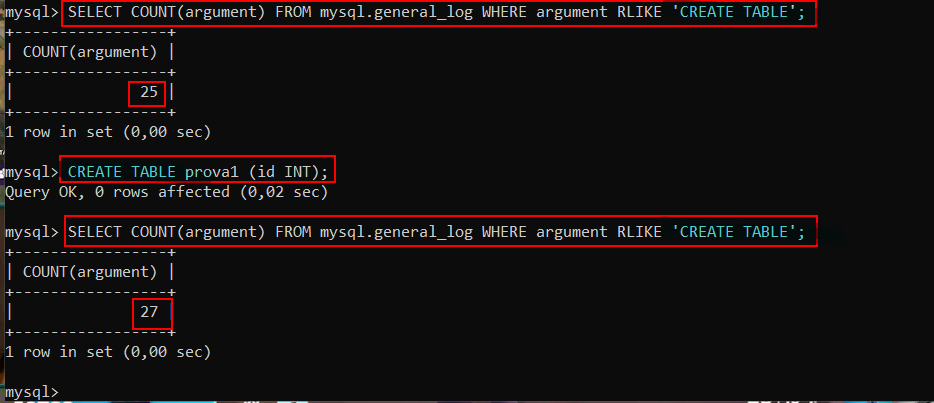 mysql> SELECT COUNT(argument) FROM mysql.general_log WHERE argument RLIKE 'CREATE TABLE';
+-----------------+
| COUNT(argument) |
+-----------------+
|              25 |
+-----------------+
1 row in set (0,00 sec)
mysql> CREATE TABLE prova1 (id INT);
Query OK, 0 rows affected (0,02 sec)
mysql> SELECT COUNT(argument) FROM mysql.general_log WHERE argument RLIKE 'CREATE TABLE';
+-----------------+
| COUNT(argument) |
+-----------------+
|              27 |
+-----------------+
1 row in set (0,00 sec)
mysql>